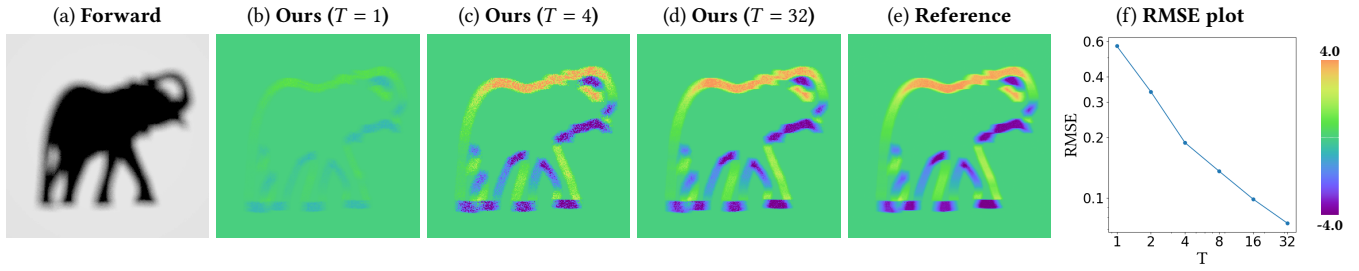 (a) Forward
(b) Ours (T = 1)
(c) Ours (T = 4)
(d) Ours (T = 32)
(e) Reference
(f) RMSE plot
0.6
0.4
0.3
0.2
0.1
RMSE
1 2 4 8 16 32
T
4.0
-4.0